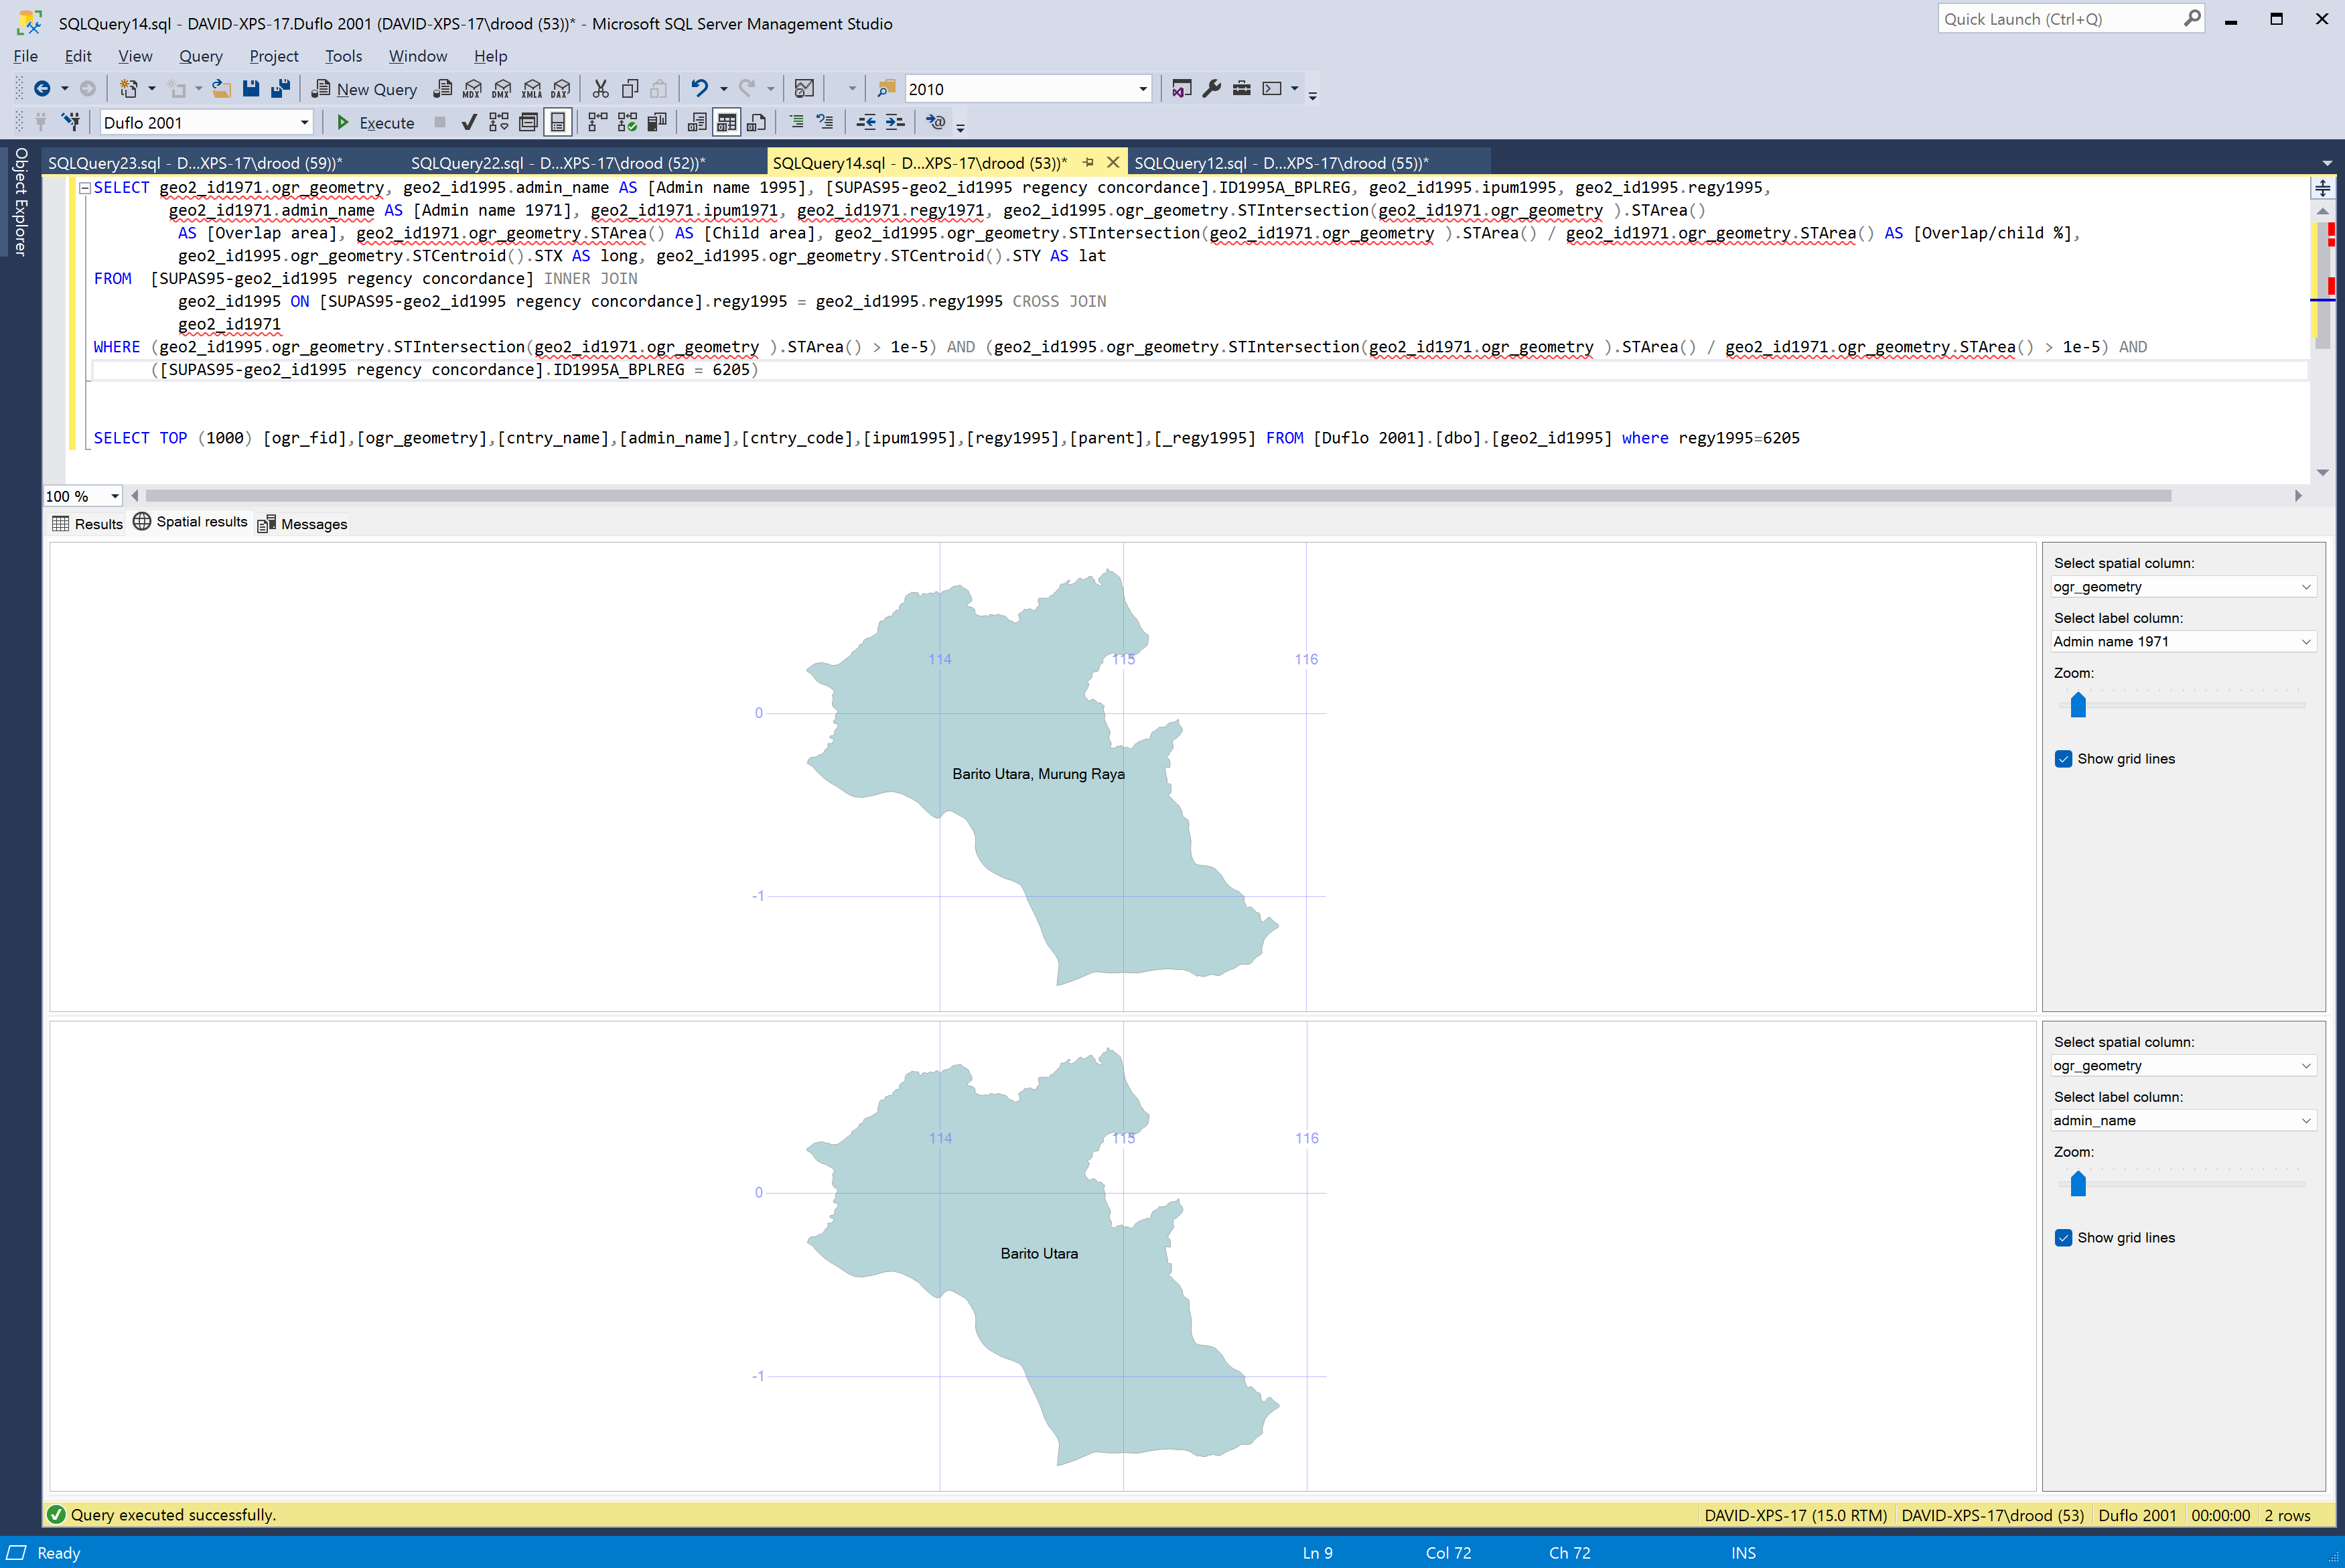 SQLQuery14.sql - DAVID-XPS-17.Duflo 2001 (DAVID-XPS-17\drood (53))* - Microsoft SQL Server Management Studio
Quick Launch (Ctrl+Q)
File Edit View Query Project Tools Window Help
New Query MDX DMX XMLA DAX 2010
Duflo 2001 Execute
Object Explorer
SQLQuery23.sql - D...XPS-17\drood (59))* SQLQuery22.sql - D...XPS-17\drood (52))* SQLQuery14.sql - D...XPS-17\drood (53))* SQLQuery12.sql - D...XPS-17\drood (55))*
SELECT geo2_id1971.ogr_geometry, geo2_id1995.admin_name AS [Admin name 1995], [SUPAS95-geo2_id1995 regency concordance].ID1995A_BPLREG, geo2_id1995.ipum1995, geo2_id1995.regy1995,
geo2_id1971.admin_name AS [Admin name 1971], geo2_id1971.ipum1971, geo2_id1971.regy1971, geo2_id1995.ogr_geometry.STIntersection(geo2_id1971.ogr_geometry ).STArea()
AS [Overlap area], geo2_id1971.ogr_geometry.STArea() AS [Child area], geo2_id1995.ogr_geometry.STIntersection(geo2_id1971.ogr_geometry ).STArea() / geo2_id1971.ogr_geometry.STArea() AS [Overlap/child %],
geo2_id1995.ogr_geometry.STCentroid().STX AS long, geo2_id1995.ogr_geometry.STCentroid().STY AS lat
FROM [SUPAS95-geo2_id1995 regency concordance] INNER JOIN
geo2_id1995 ON [SUPAS95-geo2_id1995 regency concordance].regy1995 = geo2_id1995.regy1995 CROSS JOIN
geo2_id1971
WHERE (geo2_id1995.ogr_geometry.STIntersection(geo2_id1971.ogr_geometry ).STArea() > 1e-5) AND (geo2_id1995.ogr_geometry.STIntersection(geo2_id1971.ogr_geometry ).STArea() / geo2_id1971.ogr_geometry.STArea() > 1e-5) AND
([SUPAS95-geo2_id1995 regency concordance].ID1995A_BPLREG = 6205)
SELECT TOP (1000) [ogr_fid],[ogr_geometry],[cntry_name],[admin_name],[cntry_code],[ipum1995],[regy1995],[parent],[_regy1995] FROM [Duflo 2001].[dbo].[geo2_id1995] where regy1995=6205
100 %
Results Spatial results Messages
114 115 116
0
Barito Utara, Murung Raya
-1
Select spatial column:
ogr_geometry
Select label column:
Admin name 1971
Zoom:
Show grid lines
114 115 116
0
Barito Utara
-1
Select spatial column:
ogr_geometry
Select label column:
admin_name
Zoom:
Show grid lines
Query executed successfully. DAVID-XPS-17 (15.0 RTM) DAVID-XPS-17\drood (53) Duflo 2001 00:00:00 2 rows
Ready Ln 9 Col 72 Ch 72 INS